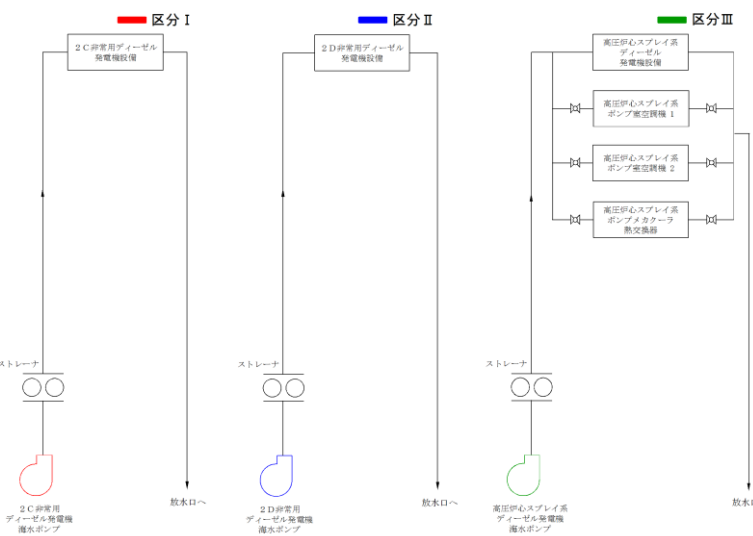 区分Ⅰ
2C非常用ディーゼル
発電機設備
ストレーナ
2C非常用
ディーゼル発電機
海水ポンプ
放水口へ
区分Ⅱ
2D非常用ディーゼル
発電機設備
ストレーナ
2D非常用
ディーゼル発電機
海水ポンプ
放水口へ
区分Ⅲ
高圧炉心スプレイ系
ディーゼル
発電機設備
高圧炉心スプレイ系
ポンプ室空調機 1
高圧炉心スプレイ系
ポンプ室空調機 2
高圧炉心スプレイ系
ポンプメカクーラ
熱交換器
ストレーナ
高圧炉心スプレイ系
ディーゼル発電機
海水ポンプ
放水口